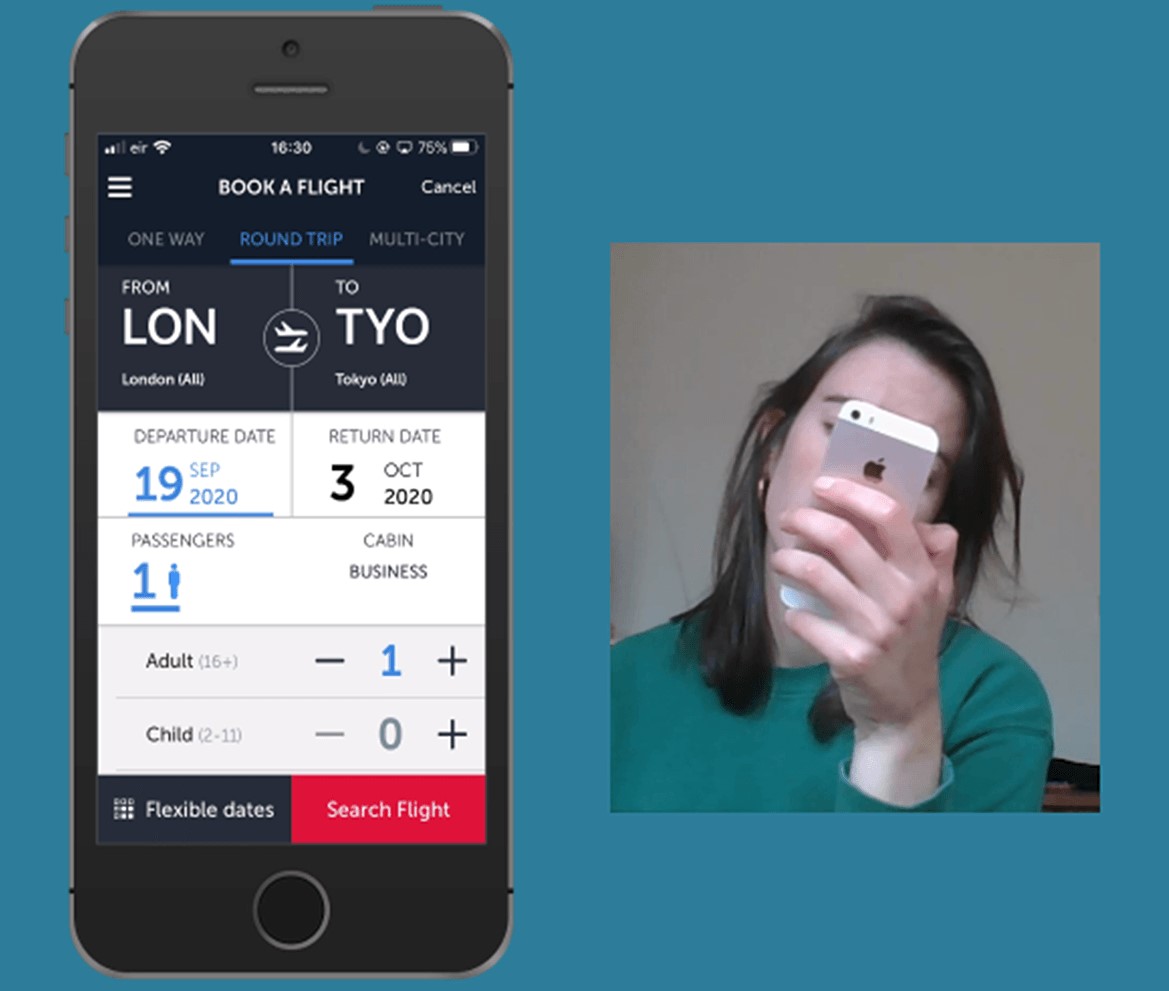 eir 16:30 75%
BOOK A FLIGHT Cancel
ONE WAY ROUND TRIP MULTI-CITY
FROM TO
LON TYO
London (All) Tokyo (All)
DEPARTURE DATE RETURN DATE
19 SEP 2020 3 OCT 2020
PASSENGERS CABIN
1 BUSINESS
Adult (16+) — 1 +
Child (2-11) — 0 +
Flexible dates Search Flight